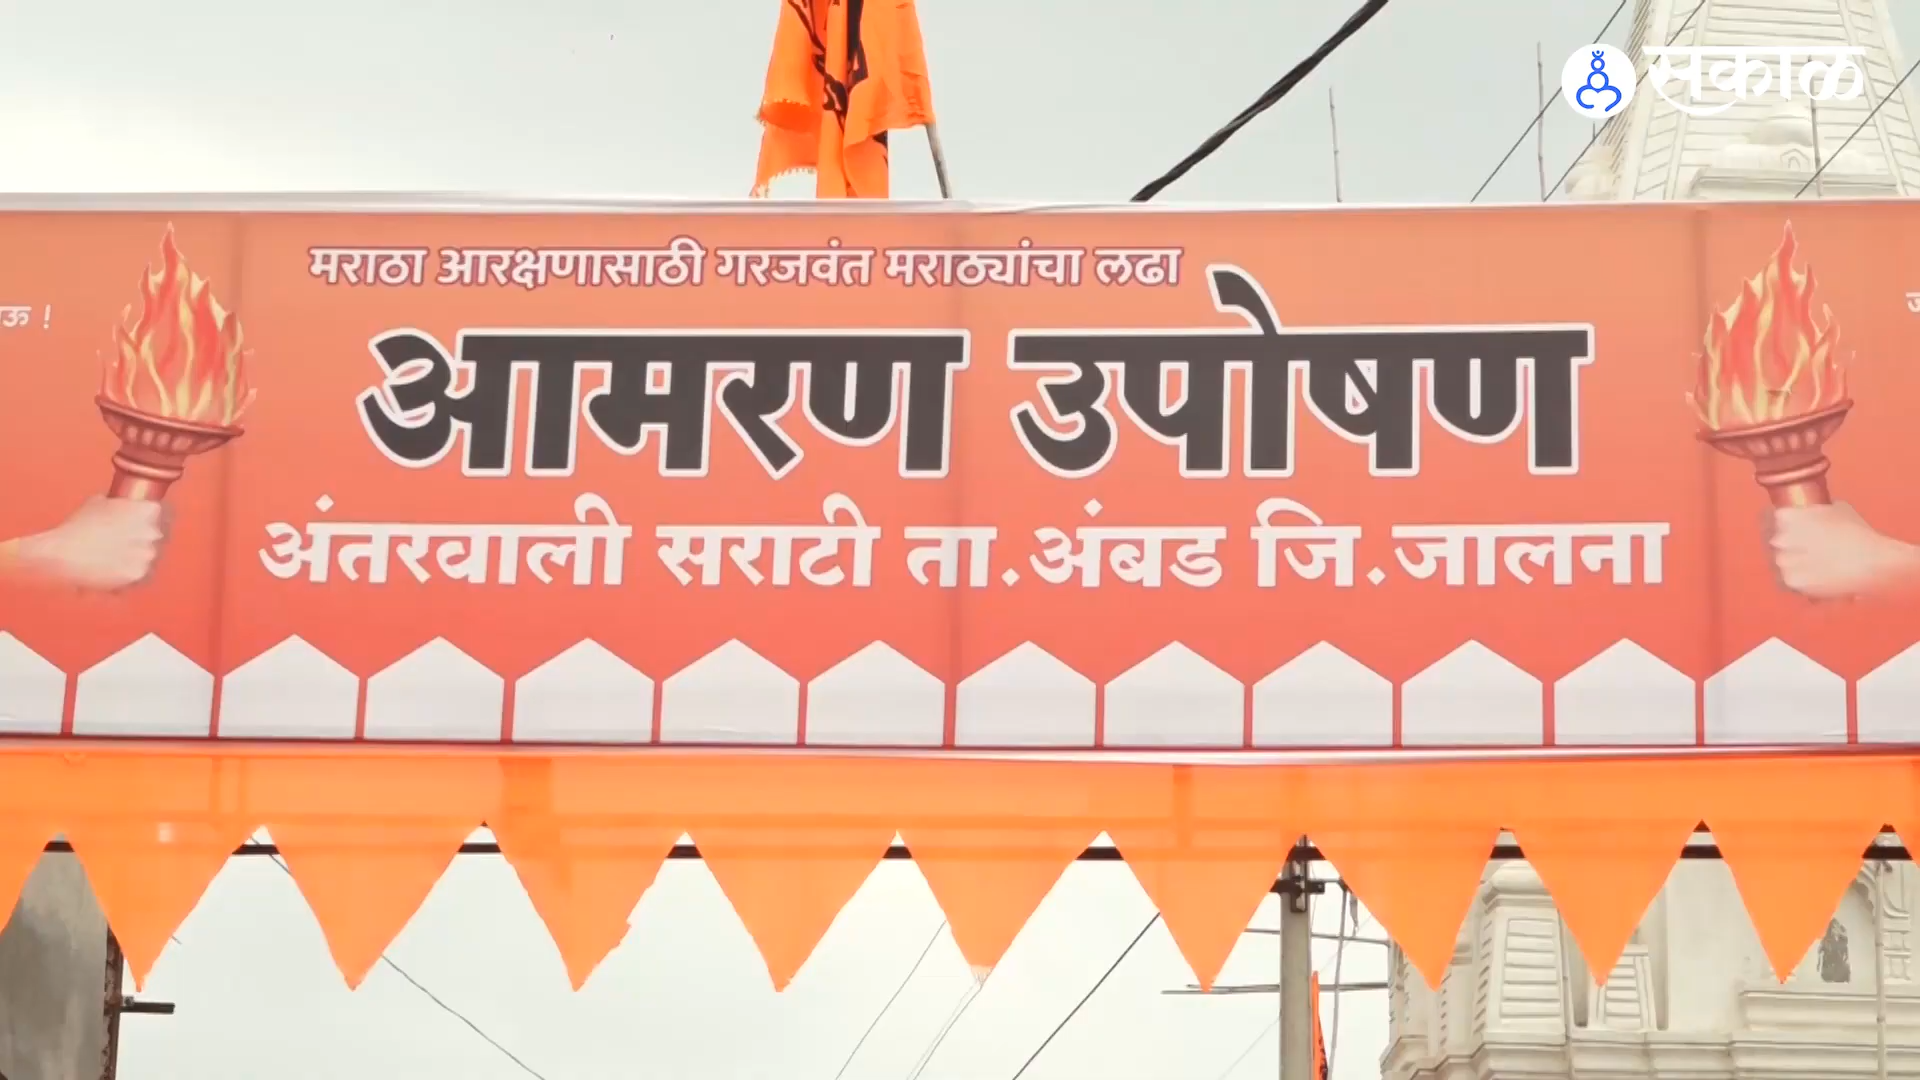 सकाळ
मराठा आरक्षणासाठी गरजवंत मराठ्यांचा लढा
आमरण उपोषण
अंतरवाली सराटी ता.अंबड जि.जालना